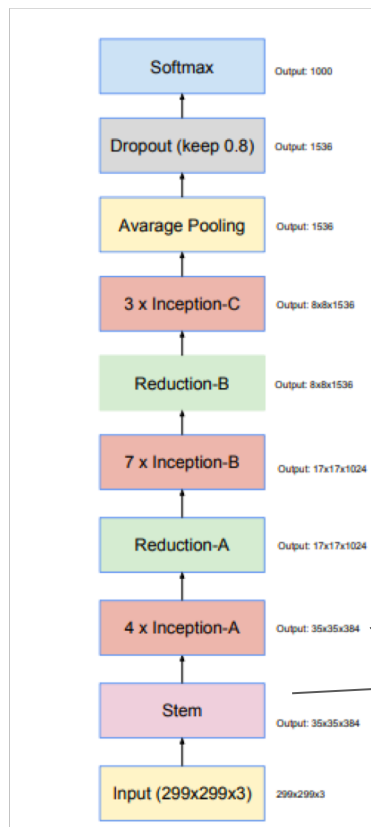 Softmax
Output: 1000
Dropout (keep 0.8)
Output: 1536
Avarage Pooling
Output: 1536
3 x Inception-C
Output: 8x8x1536
Reduction-B
Output: 8x8x1536
7 x Inception-B
Output: 17x17x1024
Reduction-A
Output: 17x17x1024
4 x Inception-A
Output: 35x35x384
Stem
Output: 35x35x384
Input (299x299x3)
299x299x3